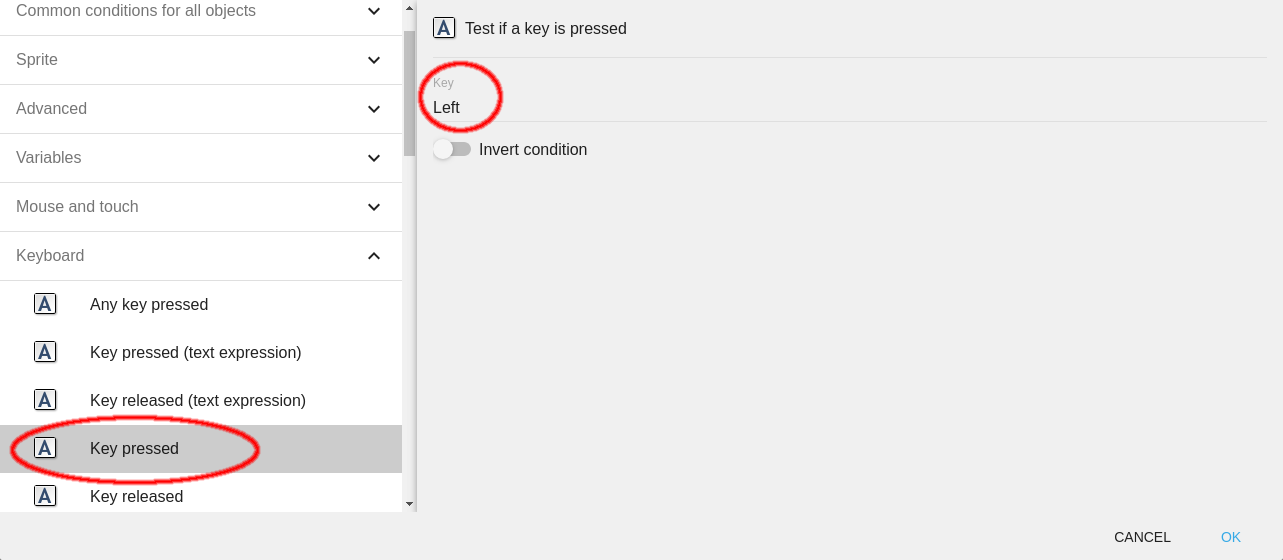 Common conditions for all objects
Sprite
Advanced
Variables
Mouse and touch
Keyboard
A Any key pressed
A Key pressed (text expression)
A Key released (text expression)
A Key pressed
A Key released
A Test if a key is pressed
Key
Left
Invert condition
CANCEL OK